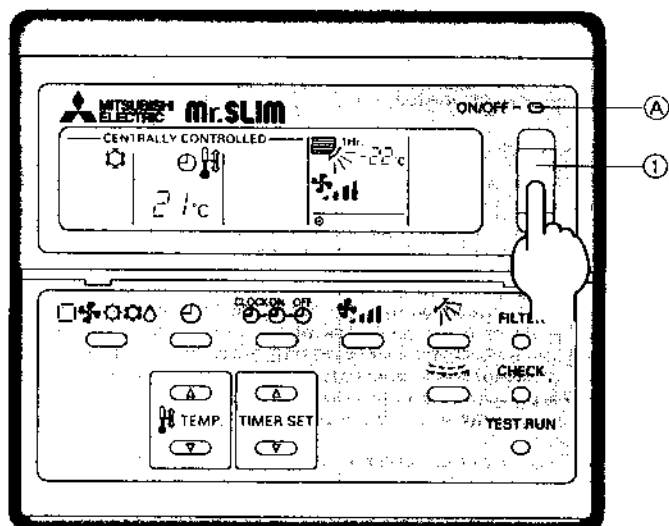 MITSUBISHI ELECTRIC Mr.SLIM
ON/OFF
A
CENTRALLY CONTROLLED
1Hr.
-22°C
21°C
1
CLOCK ON OFF
FILTER
CHECK
TEMP.
TIMER SET
TEST RUN